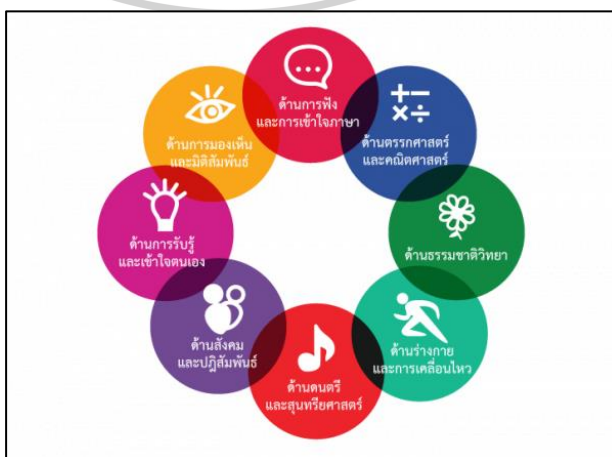 ด้านการฟัง
และการเข้าใจภาษา
ด้านตรรกศาสตร์
และคณิตศาสตร์
ด้านธรรมชาติวิทยา
ด้านร่างกาย
และการเคลื่อนไหว
ด้านดนตรี
และสุนทรียศาสตร์
ด้านสังคม
และปฏิสัมพันธ์
ด้านการรับรู้
และเข้าใจตนเอง
ด้านการมองเห็น
และมิติสัมพันธ์